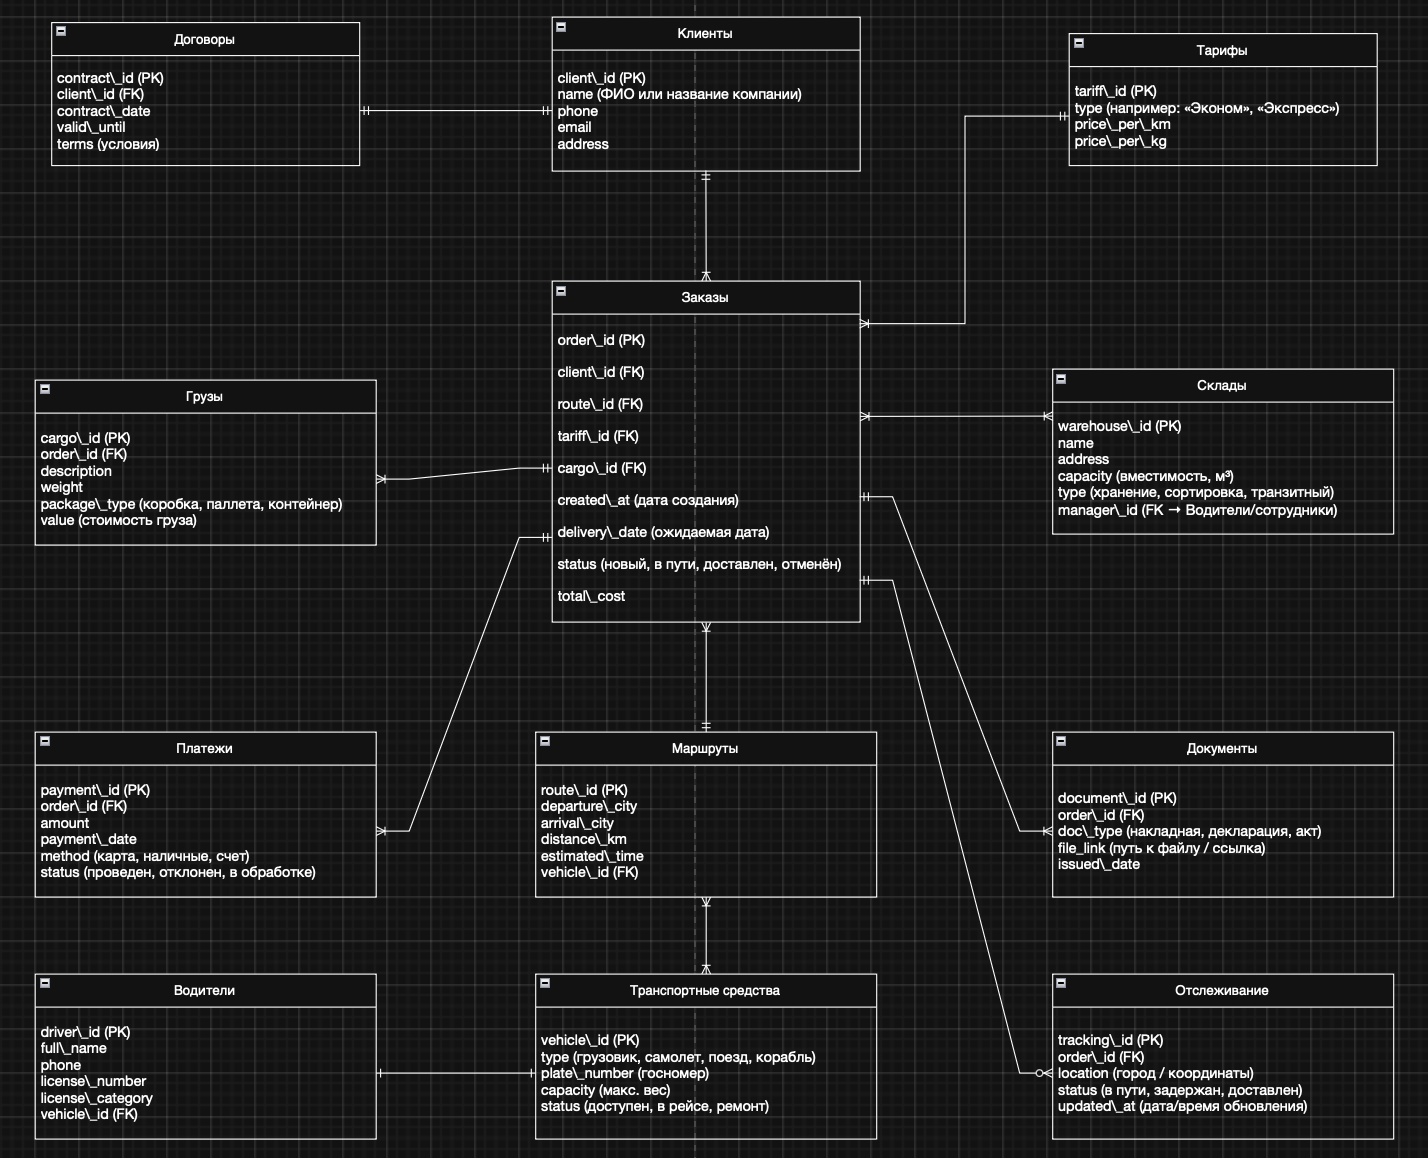 Договоры
contract\_id (PK)
client\_id (FK)
contract\_date
valid\_until
terms (условия)
Клиенты
client\_id (PK)
name (ФИО или название компании)
phone
email
address
Тарифы
tariff\_id (PK)
type (например: «Эконом», «Экспресс»)
price\_per\_km
price\_per\_kg
Заказы
order\_id (PK)
client\_id (FK)
route\_id (FK)
tariff\_id (FK)
cargo\_id (FK)
created\_at (дата создания)
delivery\_date (ожидаемая дата)
status (новый, в пути, доставлен, отменён)
total\_cost
Грузы
cargo\_id (PK)
order\_id (FK)
description
weight
package\_type (коробка, паллета, контейнер)
value (стоимость груза)
Склады
warehouse\_id (PK)
name
address
capacity (вместимость, м³)
type (хранение, сортировка, транзитный)
manager\_id (FK → Водители/сотрудники)
Платежи
payment\_id (PK)
order\_id (FK)
amount
payment\_date
method (карта, наличные, счет)
status (проведен, отклонен, в обработке)
Маршруты
route\_id (PK)
departure\_city
arrival\_city
distance\_km
estimated\_time
vehicle\_id (FK)
Документы
document\_id (PK)
order\_id (FK)
doc\_type (накладная, декларация, акт)
file\_link (путь к файлу / ссылка)
issued\_date
Водители
driver\_id (PK)
full\_name
phone
license\_number
license\_category
vehicle\_id (FK)
Транспортные средства
vehicle\_id (PK)
type (грузовик, самолет, поезд, корабль)
plate\_number (госномер)
capacity (макс. вес)
status (доступен, в рейсе, ремонт)
Отслеживание
tracking\_id (PK)
order\_id (FK)
location (город / координаты)
status (в пути, задержан, доставлен)
updated\_at (дата/время обновления)